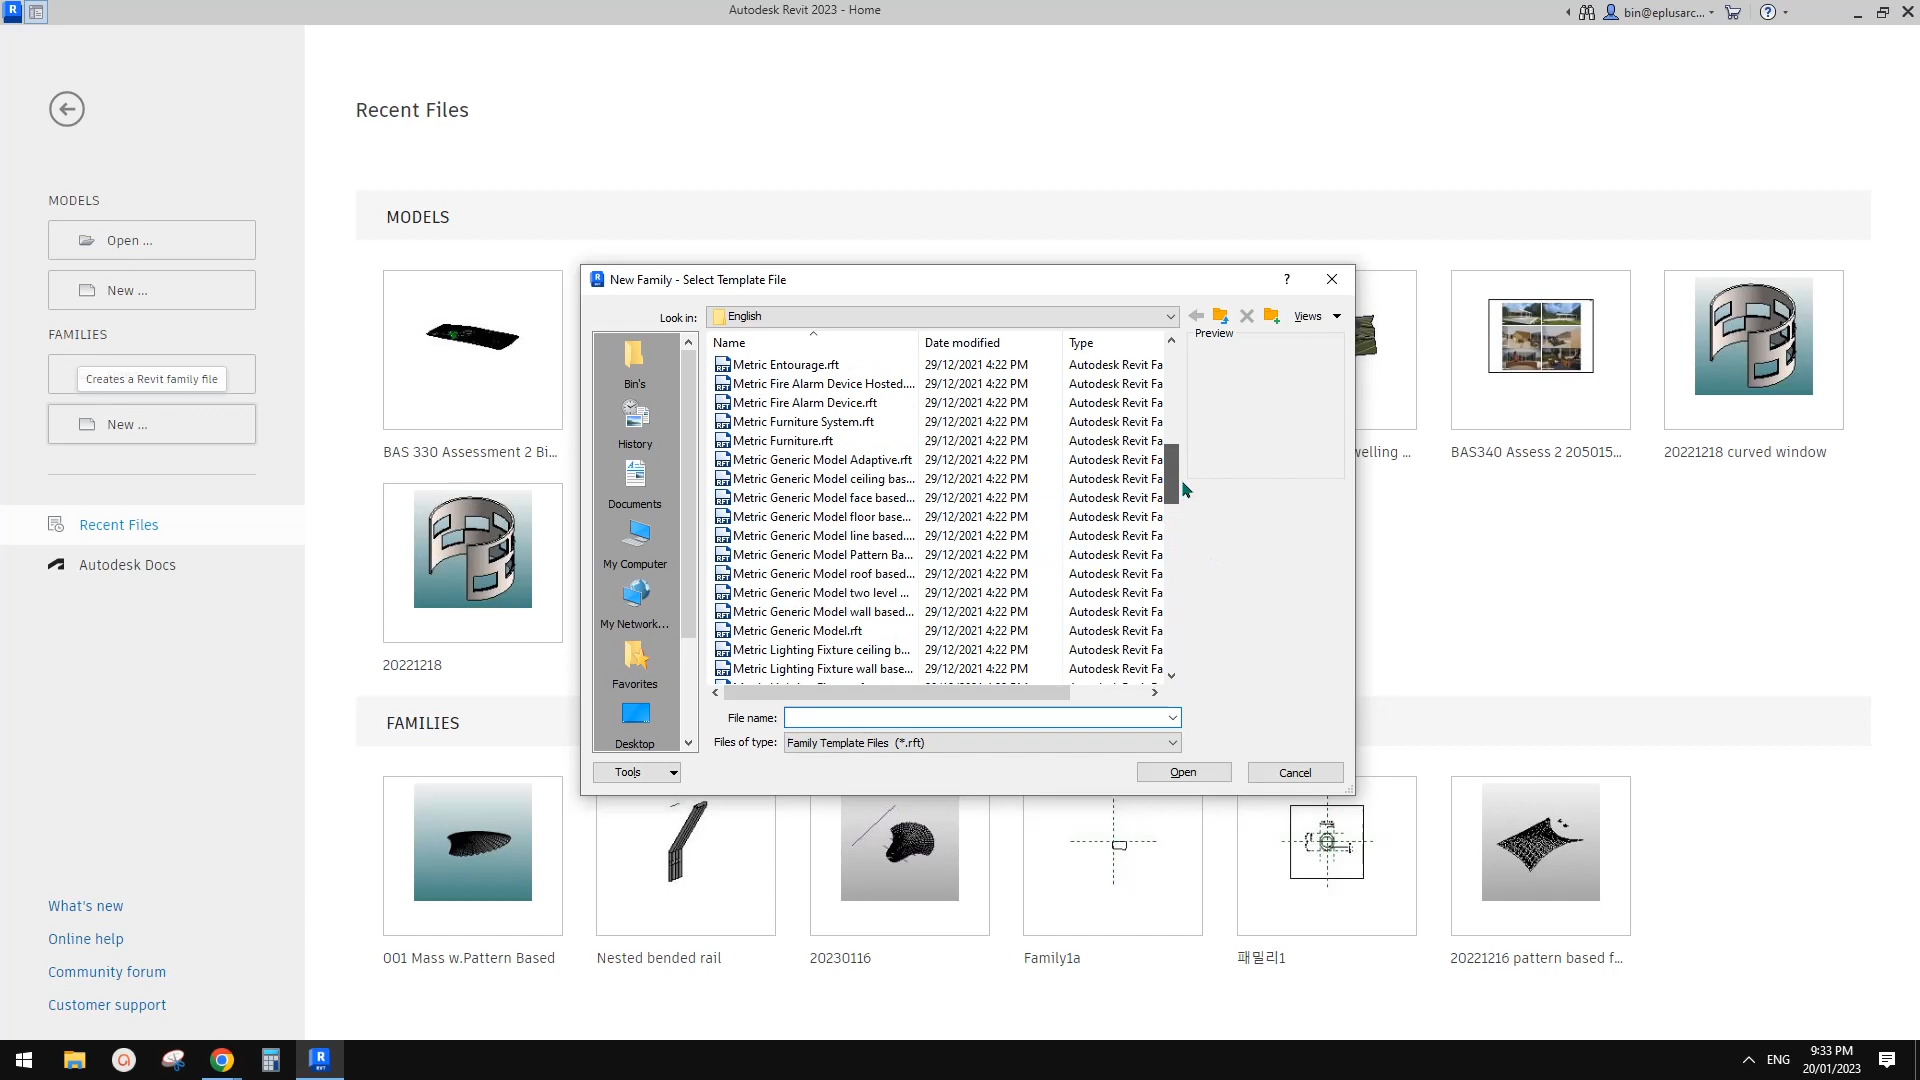 Autodesk Revit 2023 - Home
bin@eplusarc...
Recent Files
MODELS
Open ...
New ...
FAMILIES
Creates a Revit family file
New ...
Recent Files
Autodesk Docs
What's new
Online help
Community forum
Customer support
MODELS
BAS 330 Assessment 2 Bi...
welling ...
BAS340 Assess 2 205015...
20221218 curved window
20221218
FAMILIES
001 Mass w.Pattern Based
Nested bended rail
20230116
Family1a
패밀리1
20221216 pattern based f...
New Family - Select Template File
Look in:
English
Views
Preview
Bin's
History
Documents
My Computer
My Network...
Favorites
Desktop
Name Date modified Type
Metric Entourage.rft 29/12/2021 4:22 PM Autodesk Revit Fa
Metric Fire Alarm Device Hosted.... 29/12/2021 4:22 PM Autodesk Revit Fa
Metric Fire Alarm Device.rft 29/12/2021 4:22 PM Autodesk Revit Fa
Metric Furniture System.rft 29/12/2021 4:22 PM Autodesk Revit Fa
Metric Furniture.rft 29/12/2021 4:22 PM Autodesk Revit Fa
Metric Generic Model Adaptive.rft 29/12/2021 4:22 PM Autodesk Revit Fa
Metric Generic Model ceiling bas... 29/12/2021 4:22 PM Autodesk Revit Fa
Metric Generic Model face based... 29/12/2021 4:22 PM Autodesk Revit Fa
Metric Generic Model floor base... 29/12/2021 4:22 PM Autodesk Revit Fa
Metric Generic Model line based.... 29/12/2021 4:22 PM Autodesk Revit Fa
Metric Generic Model Pattern Ba... 29/12/2021 4:22 PM Autodesk Revit Fa
Metric Generic Model roof based... 29/12/2021 4:22 PM Autodesk Revit Fa
Metric Generic Model two level ... 29/12/2021 4:22 PM Autodesk Revit Fa
Metric Generic Model wall based... 29/12/2021 4:22 PM Autodesk Revit Fa
Metric Generic Model.rft 29/12/2021 4:22 PM Autodesk Revit Fa
Metric Lighting Fixture ceiling b... 29/12/2021 4:22 PM Autodesk Revit Fa
Metric Lighting Fixture wall base... 29/12/2021 4:22 PM Autodesk Revit Fa
File name:
Files of type: Family Template Files (*.rft)
Tools
Open
Cancel
ENG
9:33 PM
20/01/2023